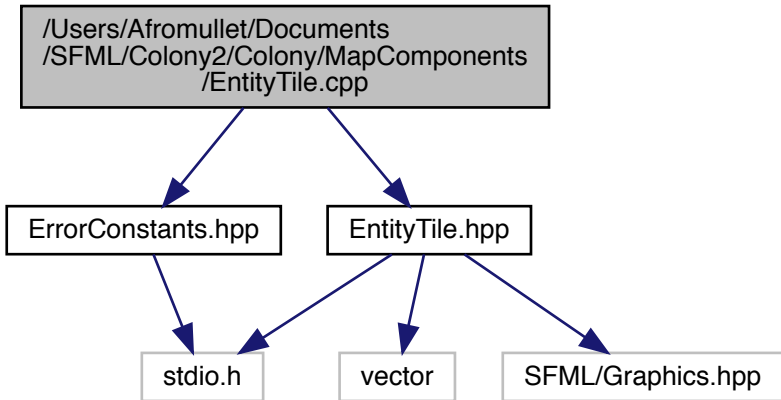 /Users/Afromullet/Documents
/SFML/Colony2/Colony/MapComponents
/EntityTile.cpp
ErrorConstants.hpp
EntityTile.hpp
stdio.h
vector
SFML/Graphics.hpp